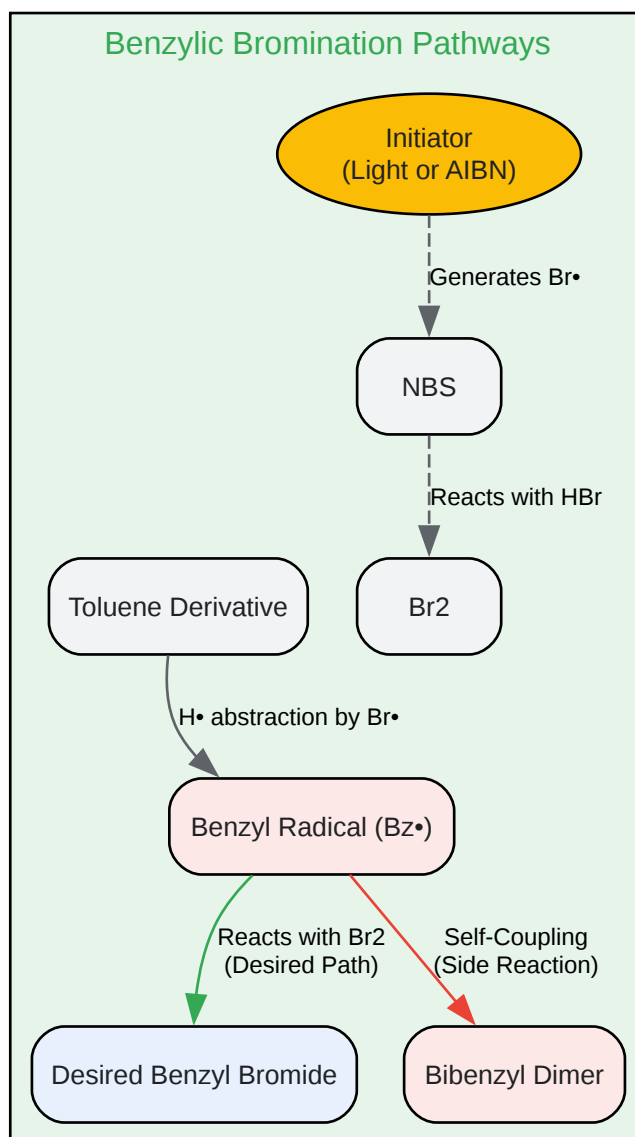 Benzylic Bromination Pathways
Initiator
(Light or AIBN)
Generates Br•
NBS
Reacts with HBr
Toluene Derivative
Br2
H• abstraction by Br•
Benzyl Radical (Bz•)
Reacts with Br2
(Desired Path)
Self-Coupling
(Side Reaction)
Desired Benzyl Bromide
Bibenzyl Dimer